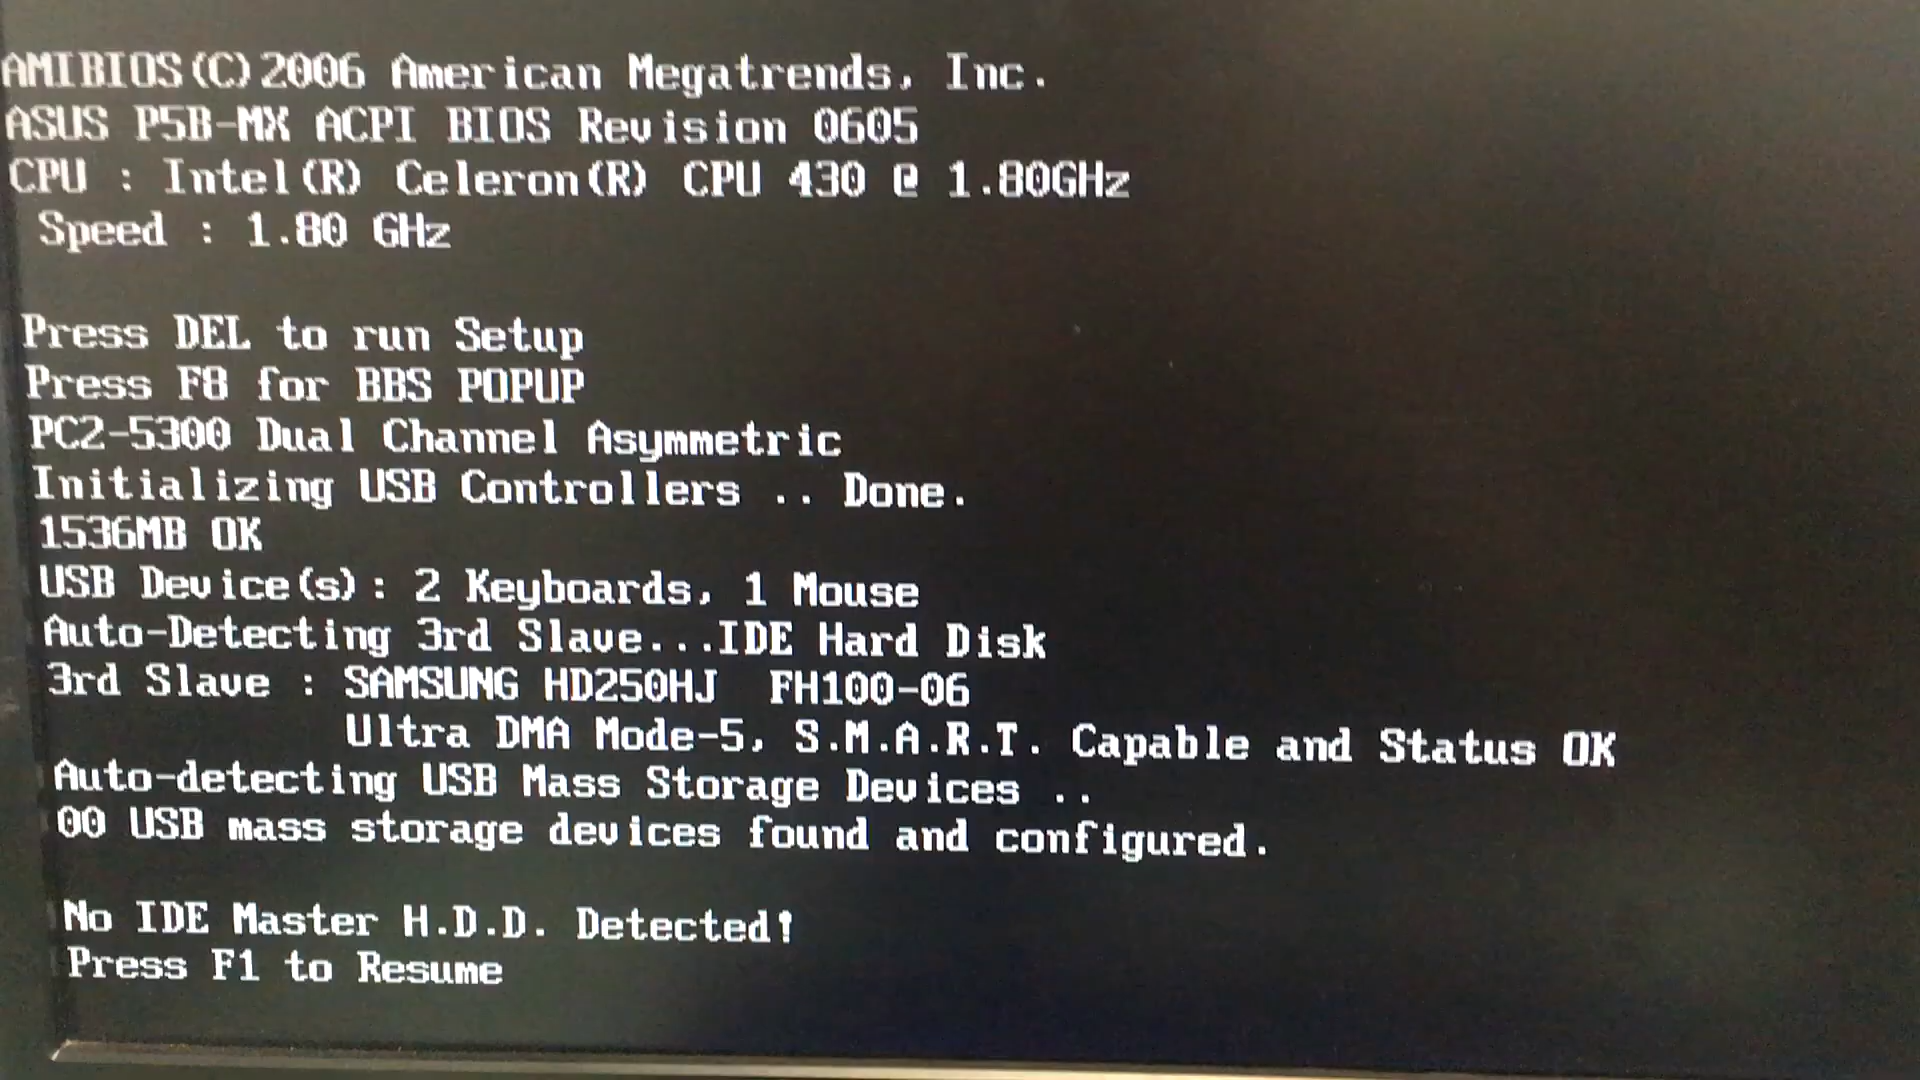 AMIBIOS(C)2006 American Megatrends, Inc.
ASUS P5B-MX ACPI BIOS Revision 0605
CPU : Intel(R) Celeron(R) CPU 430 @ 1.80GHz
Speed : 1.80 GHz
Press DEL to run Setup
Press F8 for BBS POPUP
PC2-5300 Dual Channel Asymmetric
Initializing USB Controllers .. Done.
1536MB OK
USB Device(s): 2 Keyboards, 1 Mouse
Auto-Detecting 3rd Slave...IDE Hard Disk
3rd Slave : SAMSUNG HD250HJ FH100-06
Ultra DMA Mode-5, S.M.A.R.T. Capable and Status OK
Auto-detecting USB Mass Storage Devices ..
00 USB mass storage devices found and configured.
No IDE Master H.D.D. Detected!
Press F1 to Resume